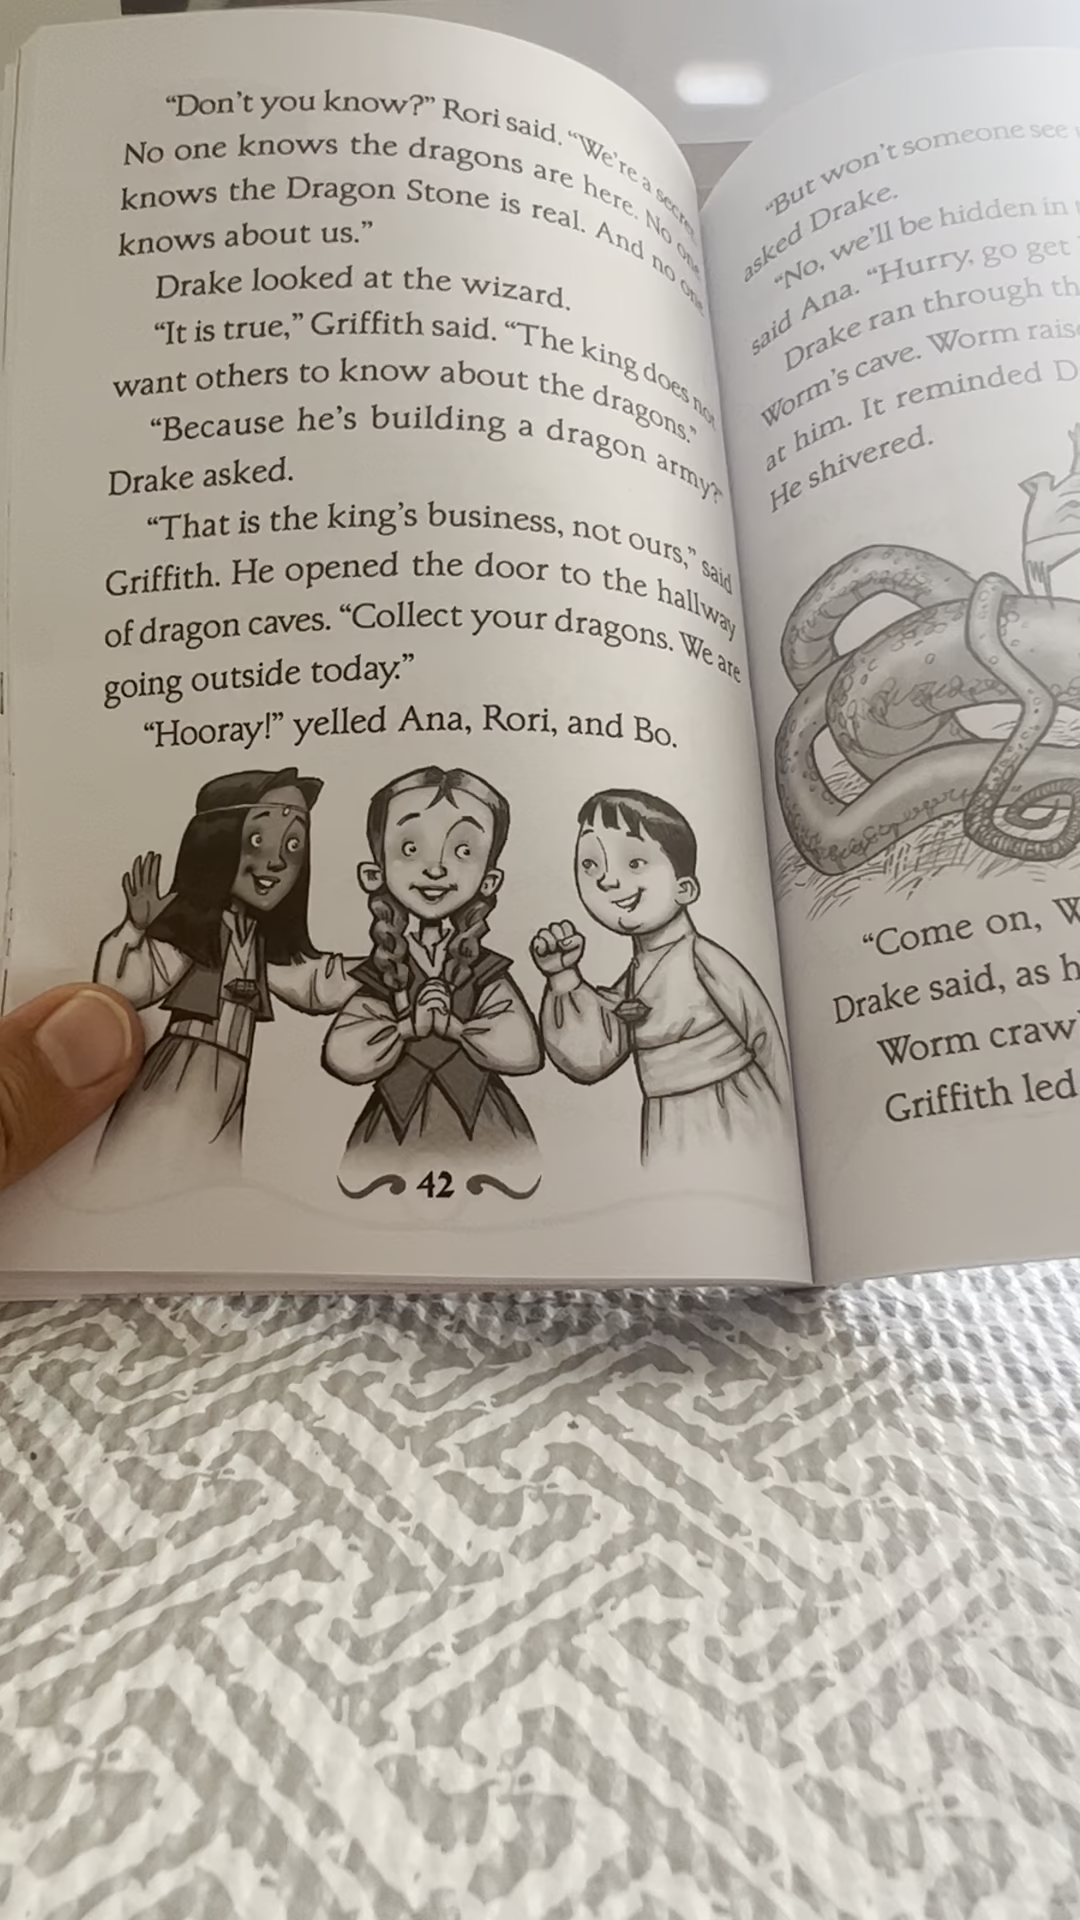 “Don’t you know?” Rori said. “We’re a secret.
No one knows the dragons are here. No one
knows the Dragon Stone is real. And no one
knows about us.”
Drake looked at the wizard.
“It is true,” Griffith said. “The king does not
want others to know about the dragons.”
“Because he’s building a dragon army?”
Drake asked.
“That is the king’s business, not ours,” said
Griffith. He opened the door to the hallway
of dragon caves. “Collect your dragons. We are
going outside today.”
“Hooray!” yelled Ana, Rori, and Bo.
42
“But won’t someone see
asked Drake.
“No, we’ll be hidden in
said Ana. “Hurry, go get
Drake ran through
Worm’s cave. Worm
at him. It reminded
He shivered.
“Come on,
Drake said, as
Worm
Griffith led